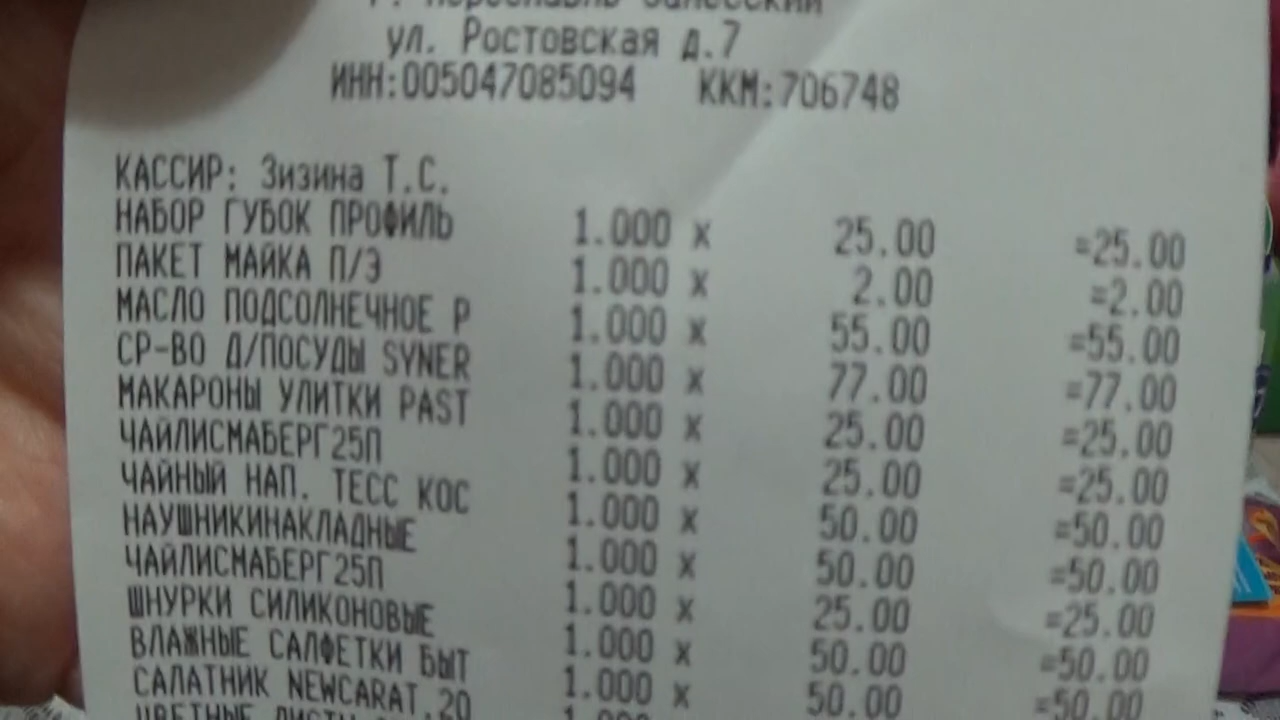 г. Переславль Залесский
ул. Ростовская д.7
ИНН:005047085094 ККМ:706748
КАССИР: Зизина Т.С.
НАБОР ГУБОК ПРОФИЛЬ 1.000 x 25.00 =25.00
ПАКЕТ МАЙКА П/Э 1.000 x 2.00 =2.00
МАСЛО ПОДСОЛНЕЧНОЕ Р 1.000 x 55.00 =55.00
СР-ВО Д/ПОСУДЫ SYNER 1.000 x 77.00 =77.00
МАКАРОНЫ УЛИТКИ PAST 1.000 x 25.00 =25.00
ЧАЙЛИСМАБЕРГ25П 1.000 x 25.00 =25.00
ЧАЙНЫЙ НАП. ТЕСС КОС 1.000 x 50.00 =50.00
НАУШНИКИНАКЛАДНЫЕ 1.000 x 50.00 =50.00
ЧАЙЛИСМАБЕРГ25П 1.000 x 25.00 =25.00
ШНУРКИ СИЛИКОНОВЫЕ 1.000 x 50.00 =50.00
ВЛАЖНЫЕ САЛФЕТКИ БЫТ 1.000 x 50.00 =50.00
САЛАТНИК NEWCARAT,20 1.000
ЦВЕТНЫЕ